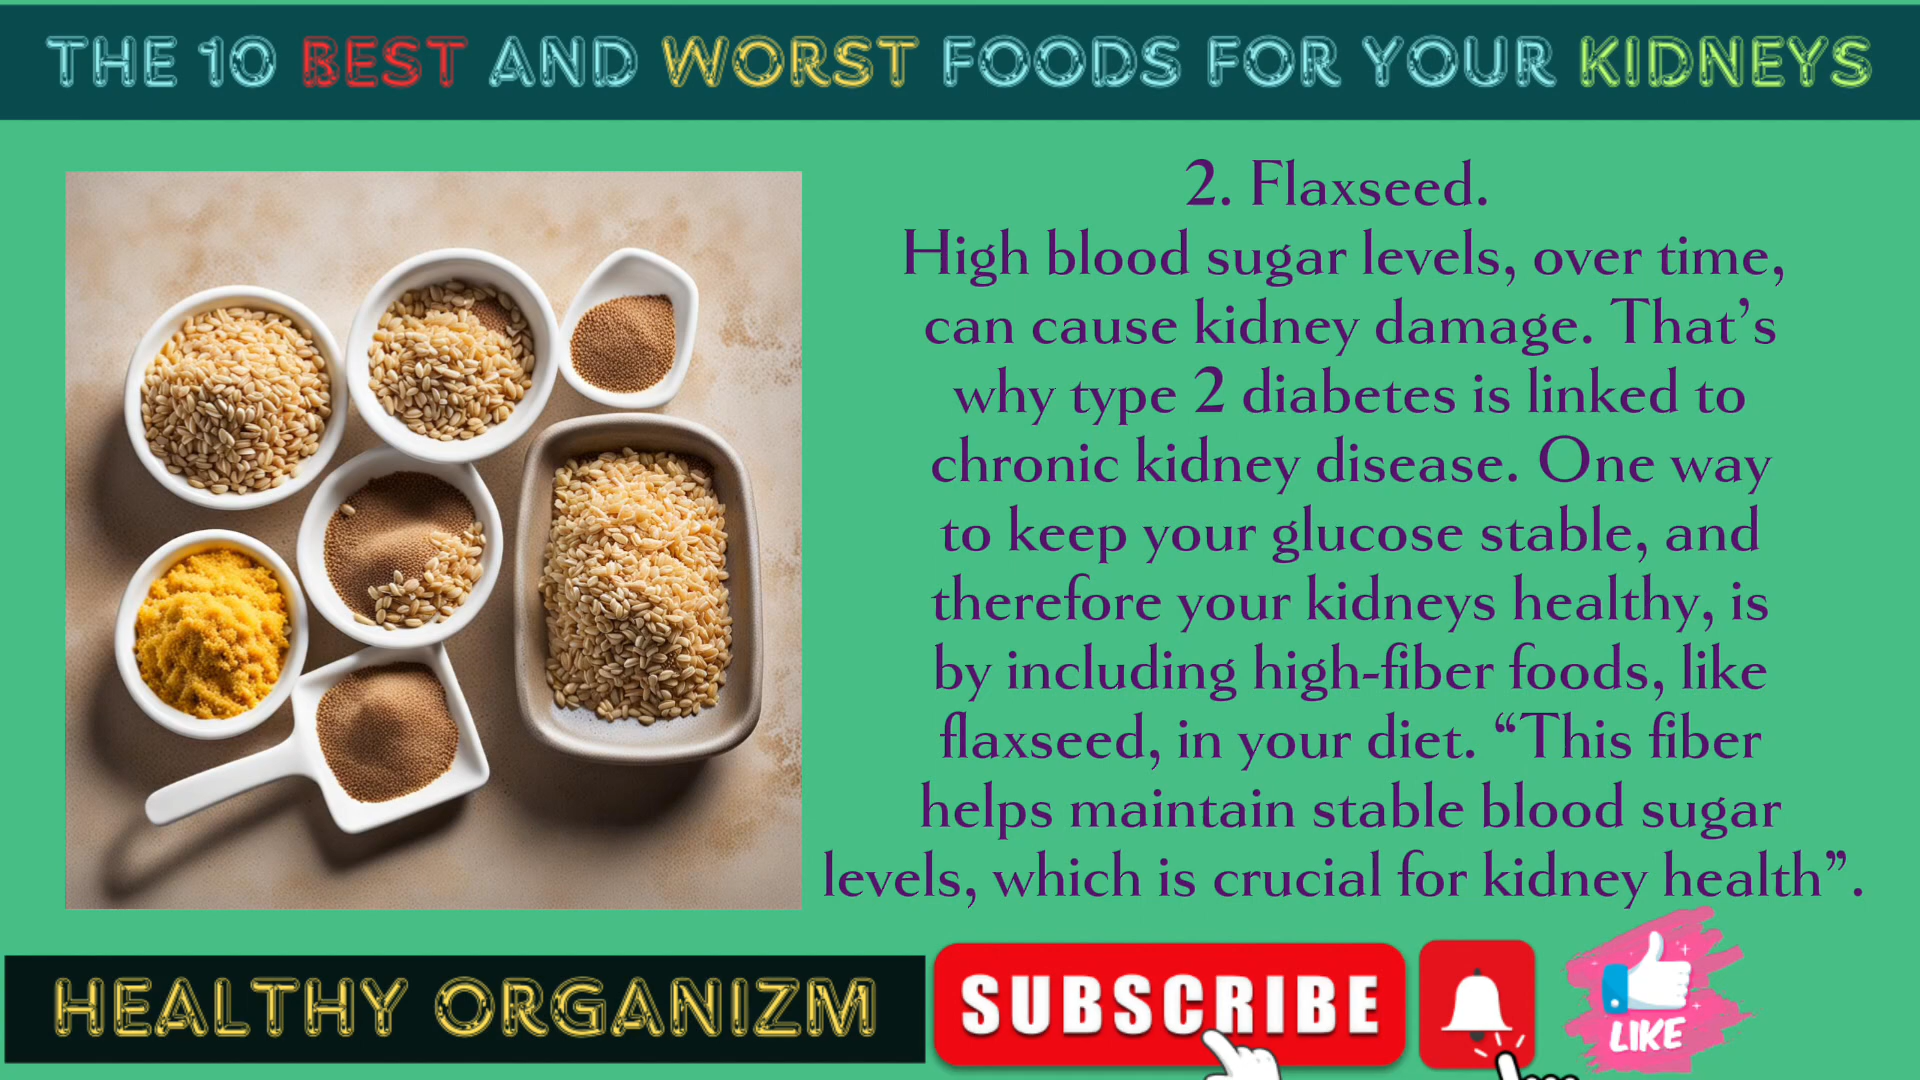 THE 10 BEST AND WORST FOODS FOR YOUR KIDNEYS
2. Flaxseed.
High blood sugar levels, over time,
can cause kidney damage. That’s
why type 2 diabetes is linked to
chronic kidney disease. One way
to keep your glucose stable, and
therefore your kidneys healthy, is
by including high-fiber foods, like
flaxseed, in your diet. “This fiber
helps maintain stable blood sugar
levels, which is crucial for kidney health”.
HEALTHY ORGANIZM
SUBSCRIBE
LIKE